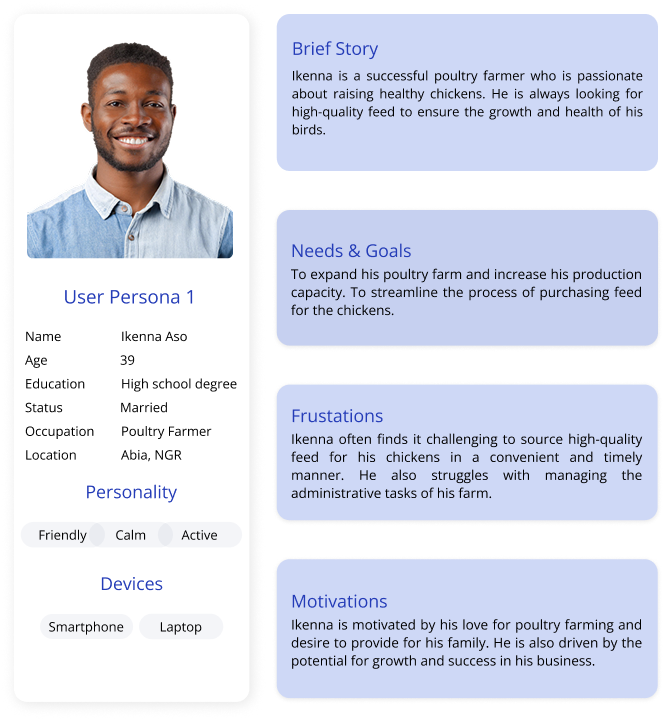 User Persona 1
Name Ikenna Aso
Age 39
Education High school degree
Status Married
Occupation Poultry Farmer
Location Abia, NGR
Personality
Friendly Calm Active
Devices
Smartphone Laptop
Brief Story
Ikenna is a successful poultry farmer who is passionate
about raising healthy chickens. He is always looking for
high-quality feed to ensure the growth and health of his
birds.
Needs & Goals
To expand his poultry farm and increase his production
capacity. To streamline the process of purchasing feed
for the chickens.
Frustations
Ikenna often finds it challenging to source high-quality
feed for his chickens in a convenient and timely
manner. He also struggles with managing the
administrative tasks of his farm.
Motivations
Ikenna is motivated by his love for poultry farming and
desire to provide for his family. He is also driven by the
potential for growth and success in his business.